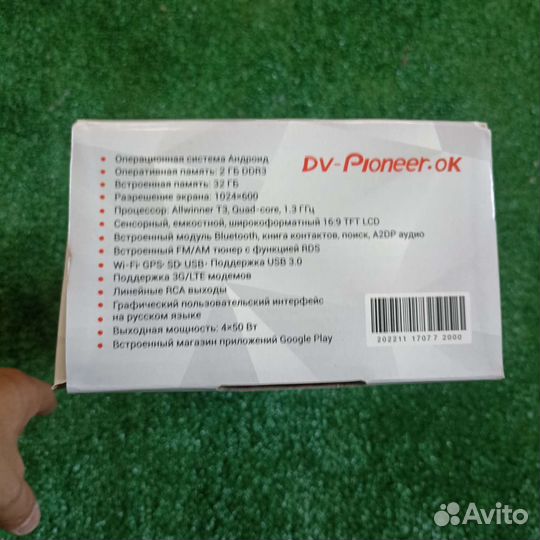 DV-Pioneer.oK
Операционная система Андроид
Оперативная память: 2 ГБ DDR3
Встроенная память: 32 ГБ
Разрешение экрана: 1024×600
Процессор: Allwinner T3, Quad-core, 1.3 ГГц
Сенсорный, емкостной, широкоформатный 16:9 TFT LCD
Встроенный модуль Bluetooth, книга контактов, поиск, A2DP аудио
Встроенный FM/AM тюнер с функцией RDS
Wi-Fi· GPS· SD· USB· Поддержка USB 3.0
Поддержка 3G/LTE модемов
Линейные RCA выходы
Графический пользовательский интерфейс
на русском языке
Выходная мощность: 4×50 Вт
Встроенный магазин приложений Google Play
202211 17077 2000
Avito